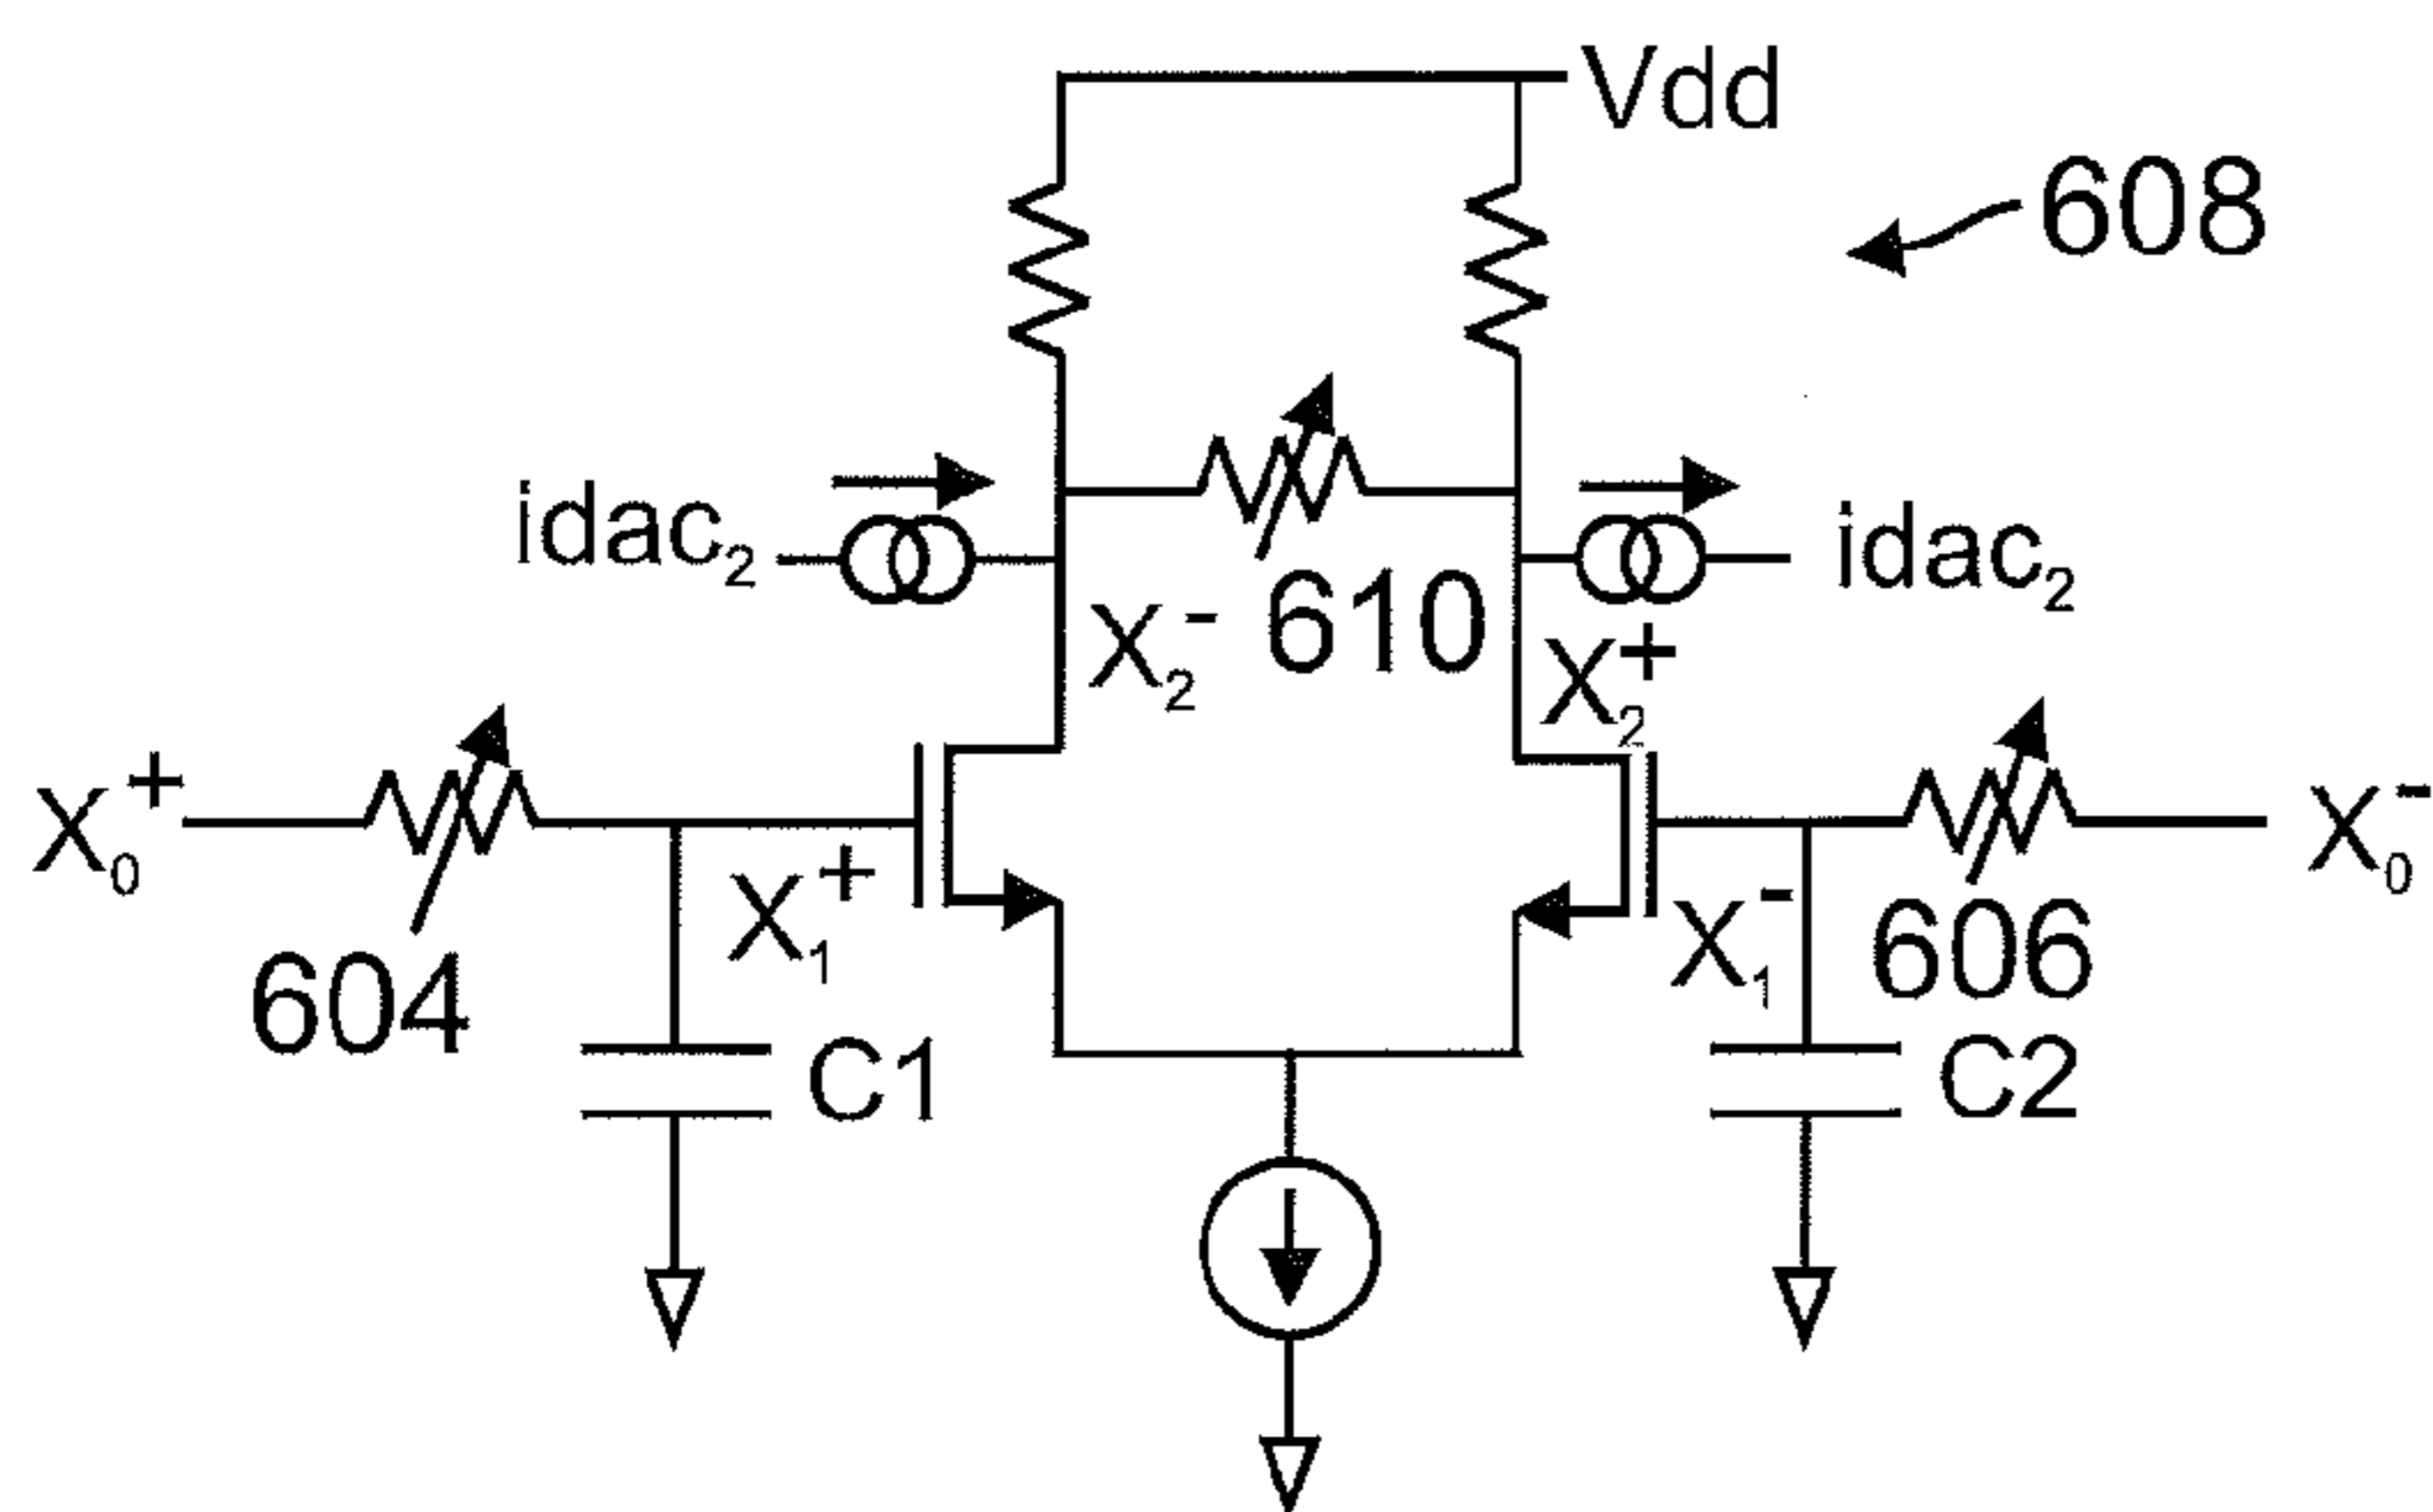 Vdd
608
idac₂
idac₂
X₂⁻
610
X₂⁺
X₀⁺
X₀⁻
604
X₁⁺
X₁⁻
606
C1
C2